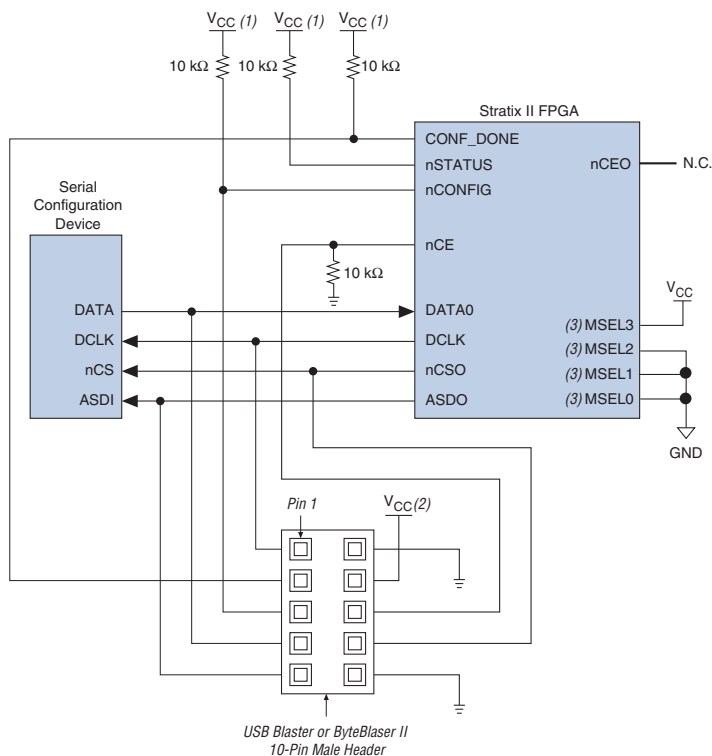 VCC (1) VCC (1) VCC (1)
10 kΩ 10 kΩ 10 kΩ
Stratix II FPGA
CONF_DONE
nSTATUS
nCONFIG
nCE
nCEO
N.C.
Serial
Configuration
Device
10 kΩ
DATA
DCLK
nCS
ASDI
DATA0
DCLK
nCSO
ASDO
VCC
(3) MSEL3
(3) MSEL2
(3) MSEL1
(3) MSEL0
GND
Pin 1
VCC (2)
USB Blaster or ByteBlaser II
10-Pin Male Header